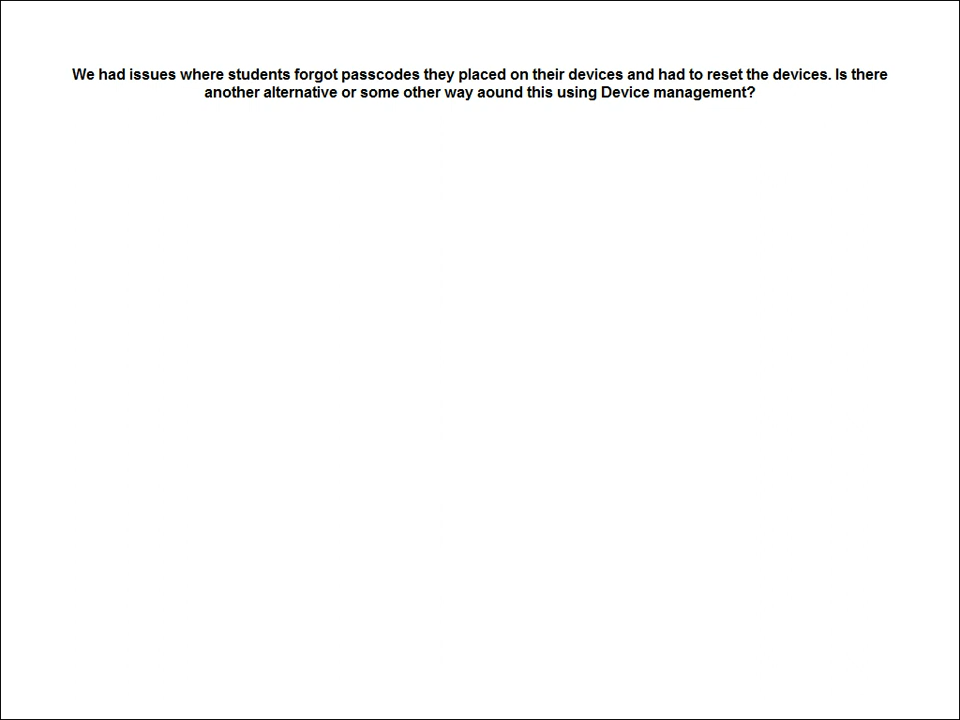 We had issues where students forgot passcodes they placed on their devices and had to reset the devices. Is there
another alternative or some other way aound this using Device management?